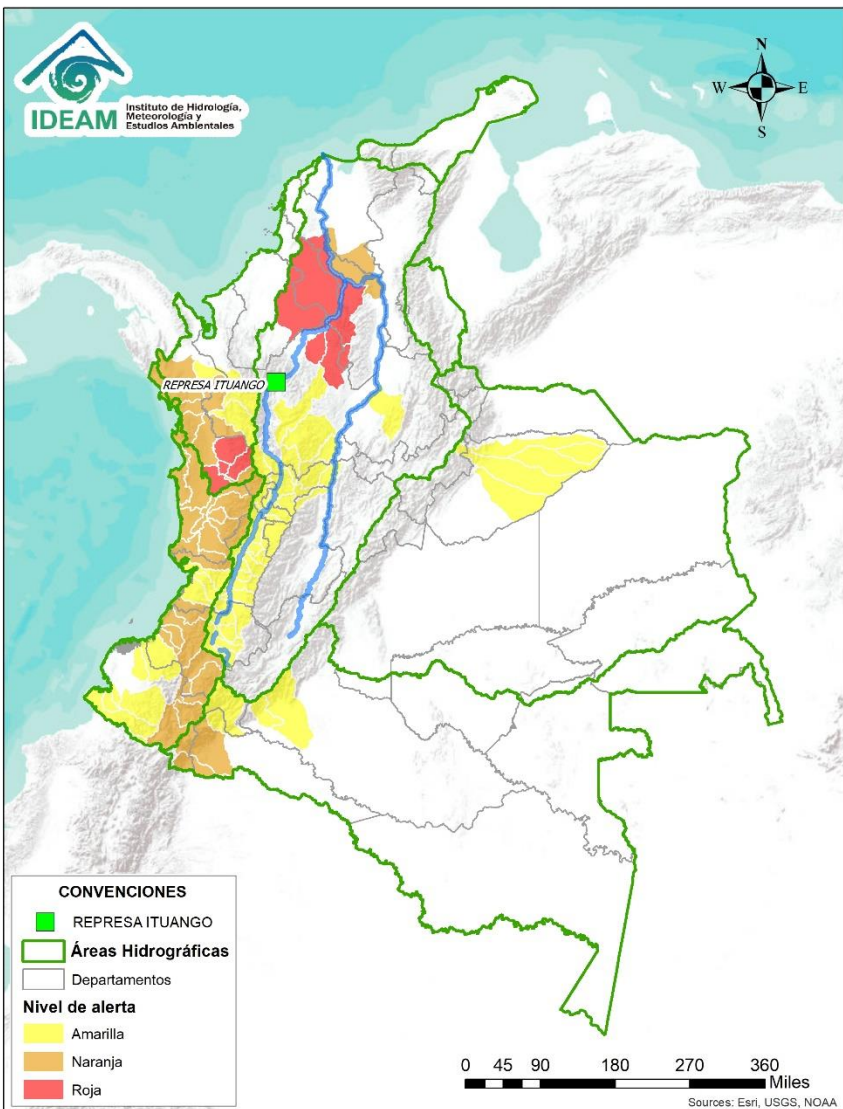 IDEAM
Instituto de Hidrología,
Meteorología y
Estudios Ambientales
N
W
E
S
REPRESA ITUANGO
CONVENCIONES
REPRESA ITUANGO
Áreas Hidrográficas
Departamentos
Nivel de alerta
Amarilla
Naranja
Roja
0 45 90 180 270 360
Miles
Sources: Esri, USGS, NOAA